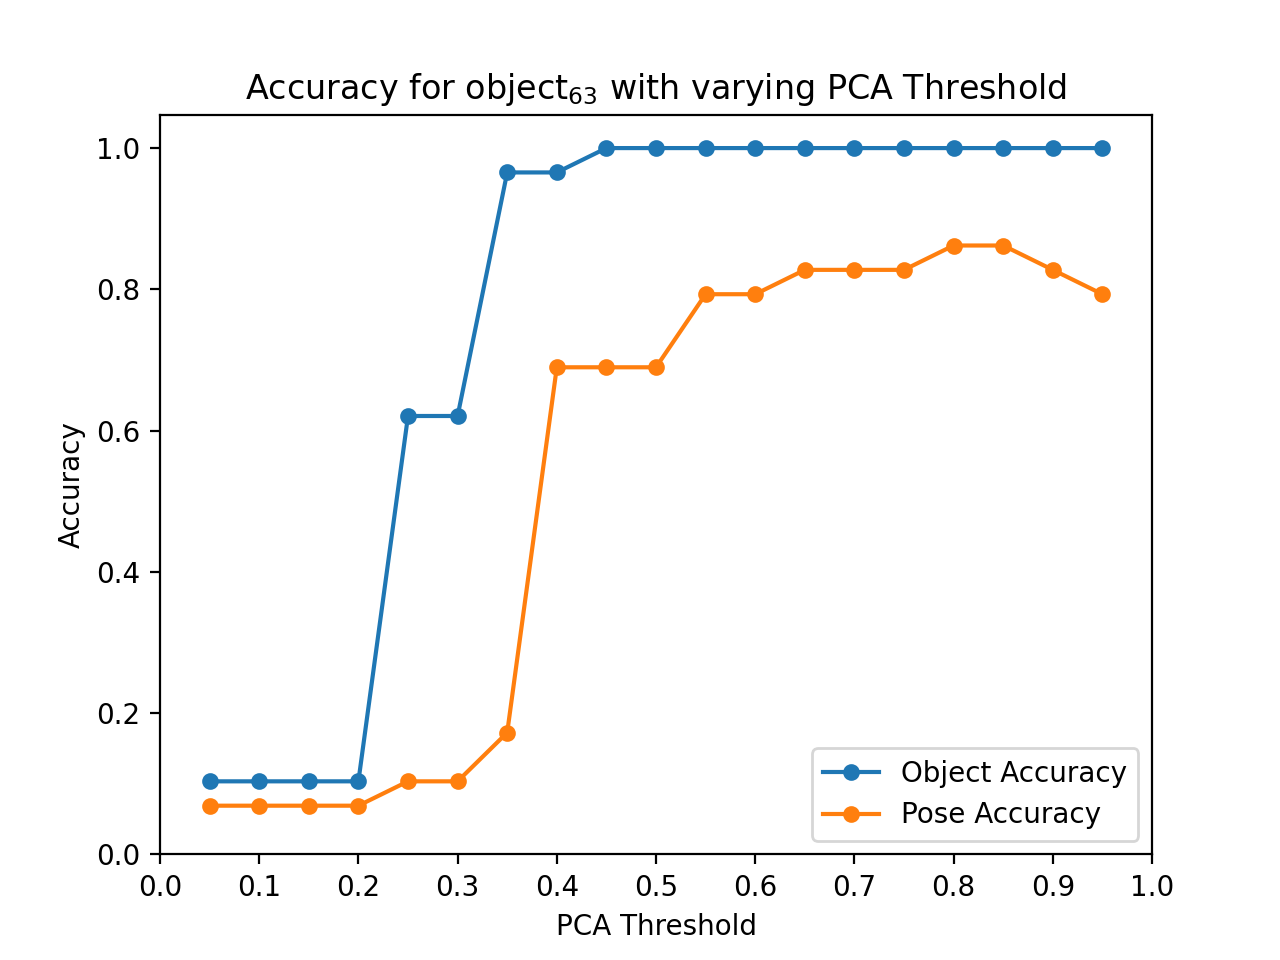 Accuracy for object₆₃ with varying PCA Threshold
1.0
0.8
0.6
0.4
0.2
0.0
Accuracy
Object Accuracy
Pose Accuracy
0.0 0.1 0.2 0.3 0.4 0.5 0.6 0.7 0.8 0.9 1.0
PCA Threshold